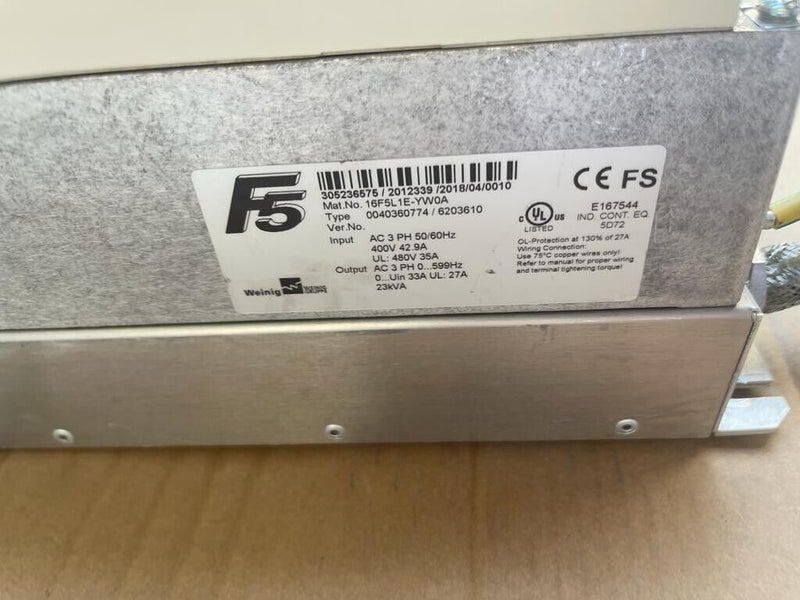 F5
305236575 / 2012339 /2018/04/0010
Mat.No. 16F5L1E-YW0A
Type 0040360774 / 6203610
Ver.No.
Input AC 3 PH 50/60Hz
400V 42.9A
UL: 480V 35A
Output AC 3 PH 0...599Hz
0...Uin 33A UL: 27A
23kVA
Weinig
CE FS
E167544
c UL US IND. CONT. EQ.
LISTED 5D72
OL-Protection at 130% of 27A
Wiring Connection:
Use 75°C copper wires only!
Refer to manual for proper wiring
and terminal tightening torque!